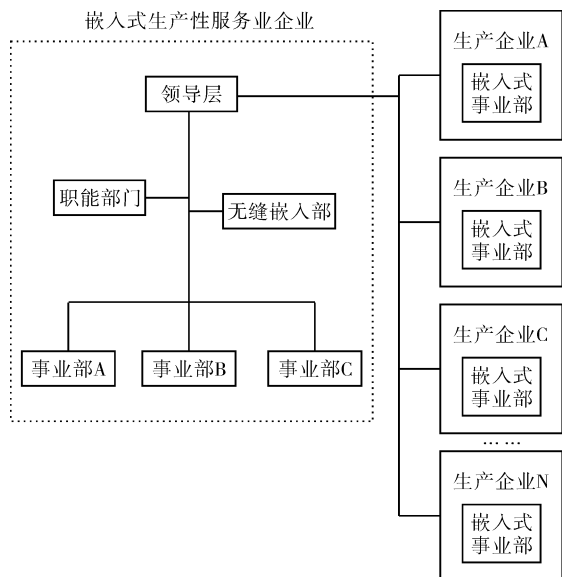 嵌入式生产性服务业企业
领导层
职能部门
无缝嵌入部
事业部A
事业部B
事业部C
生产企业A
嵌入式
事业部
生产企业B
嵌入式
事业部
生产企业C
嵌入式
事业部
……
生产企业N
嵌入式
事业部